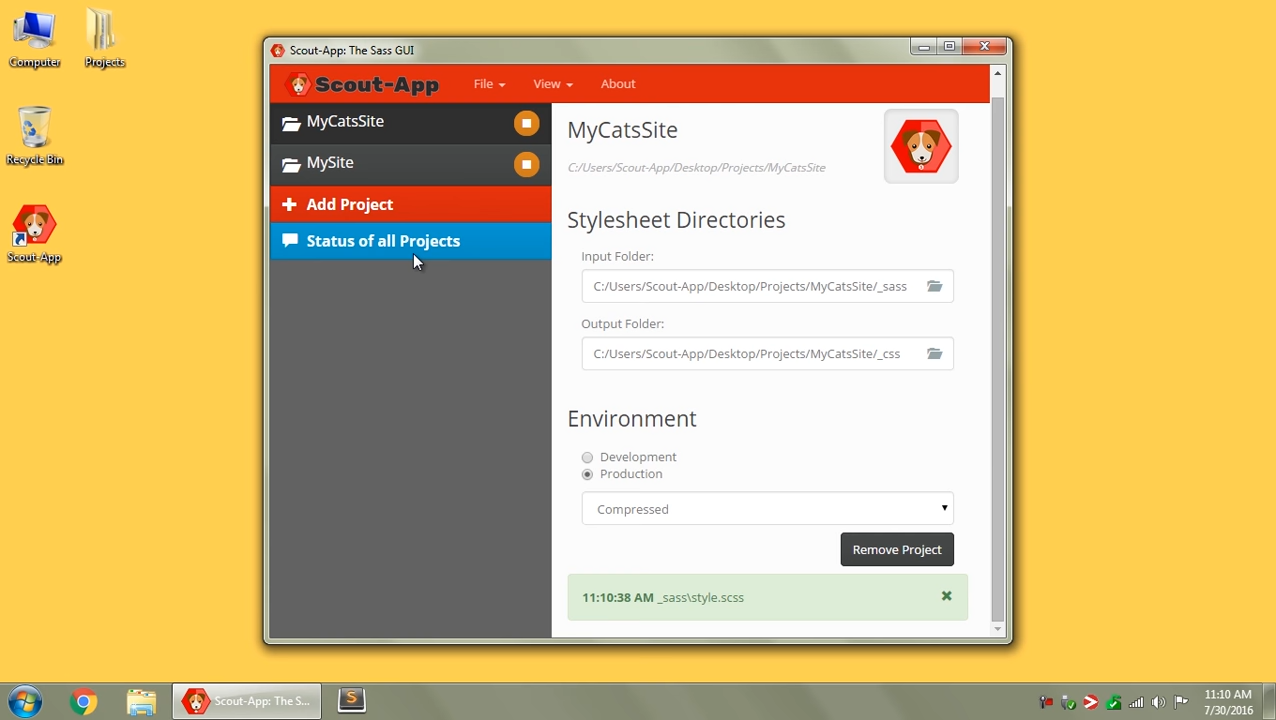 Computer
Projects
Recycle Bin
Scout-App
Scout-App: The Sass GUI
Scout-App
File
View
About
MyCatsSite
MySite
Add Project
Status of all Projects
MyCatsSite
C:/Users/Scout-App/Desktop/Projects/MyCatsSite
Stylesheet Directories
Input Folder:
C:/Users/Scout-App/Desktop/Projects/MyCatsSite/_sass
Output Folder:
C:/Users/Scout-App/Desktop/Projects/MyCatsSite/_css
Environment
Development
Production
Compressed
Remove Project
11:10:38 AM _sass\style.scss
Scout-App: The S...
S
11:10 AM
7/30/2016